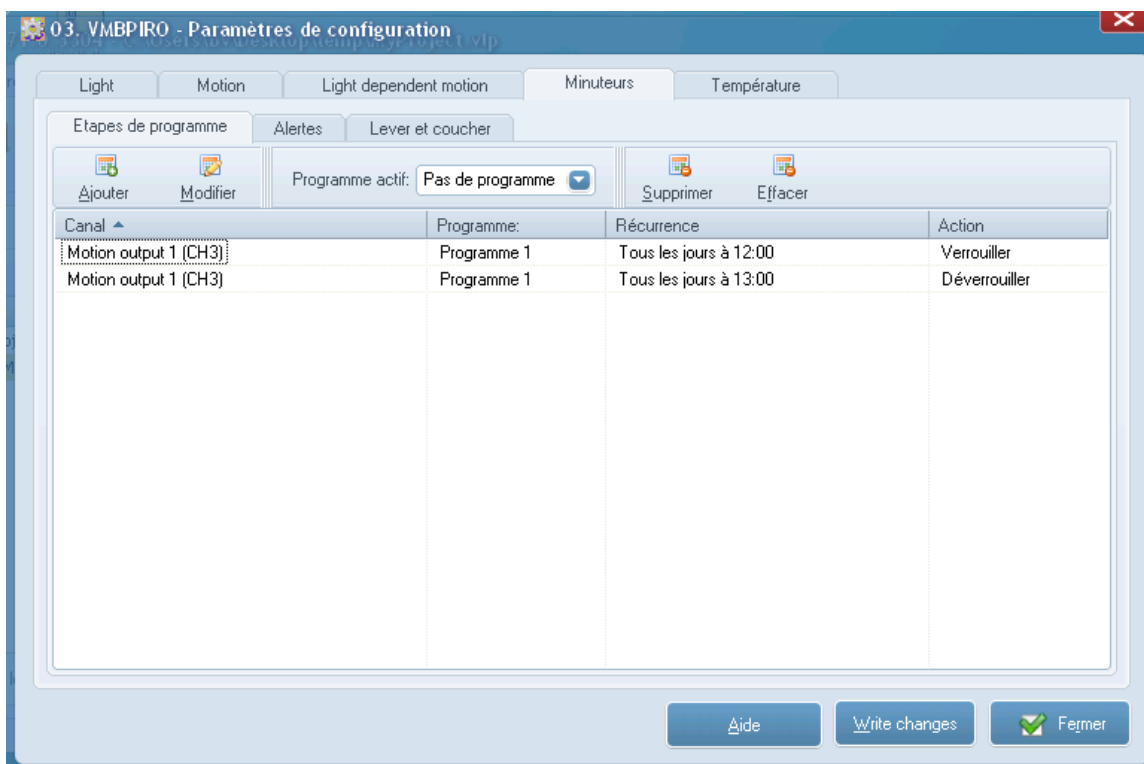 03. VMBPIRO - Paramètres de configuration
Light Motion Light dependent motion Minuteurs Température
Etapes de programme Alertes Lever et coucher
Ajouter Modifier Programme actif: Pas de programme Supprimer Effacer
Canal Programme: Récurrence Action
Motion output 1 (CH3) Programme 1 Tous les jours à 12:00 Verrouiller
Motion output 1 (CH3) Programme 1 Tous les jours à 13:00 Déverrouiller
Aide Write changes Fermer